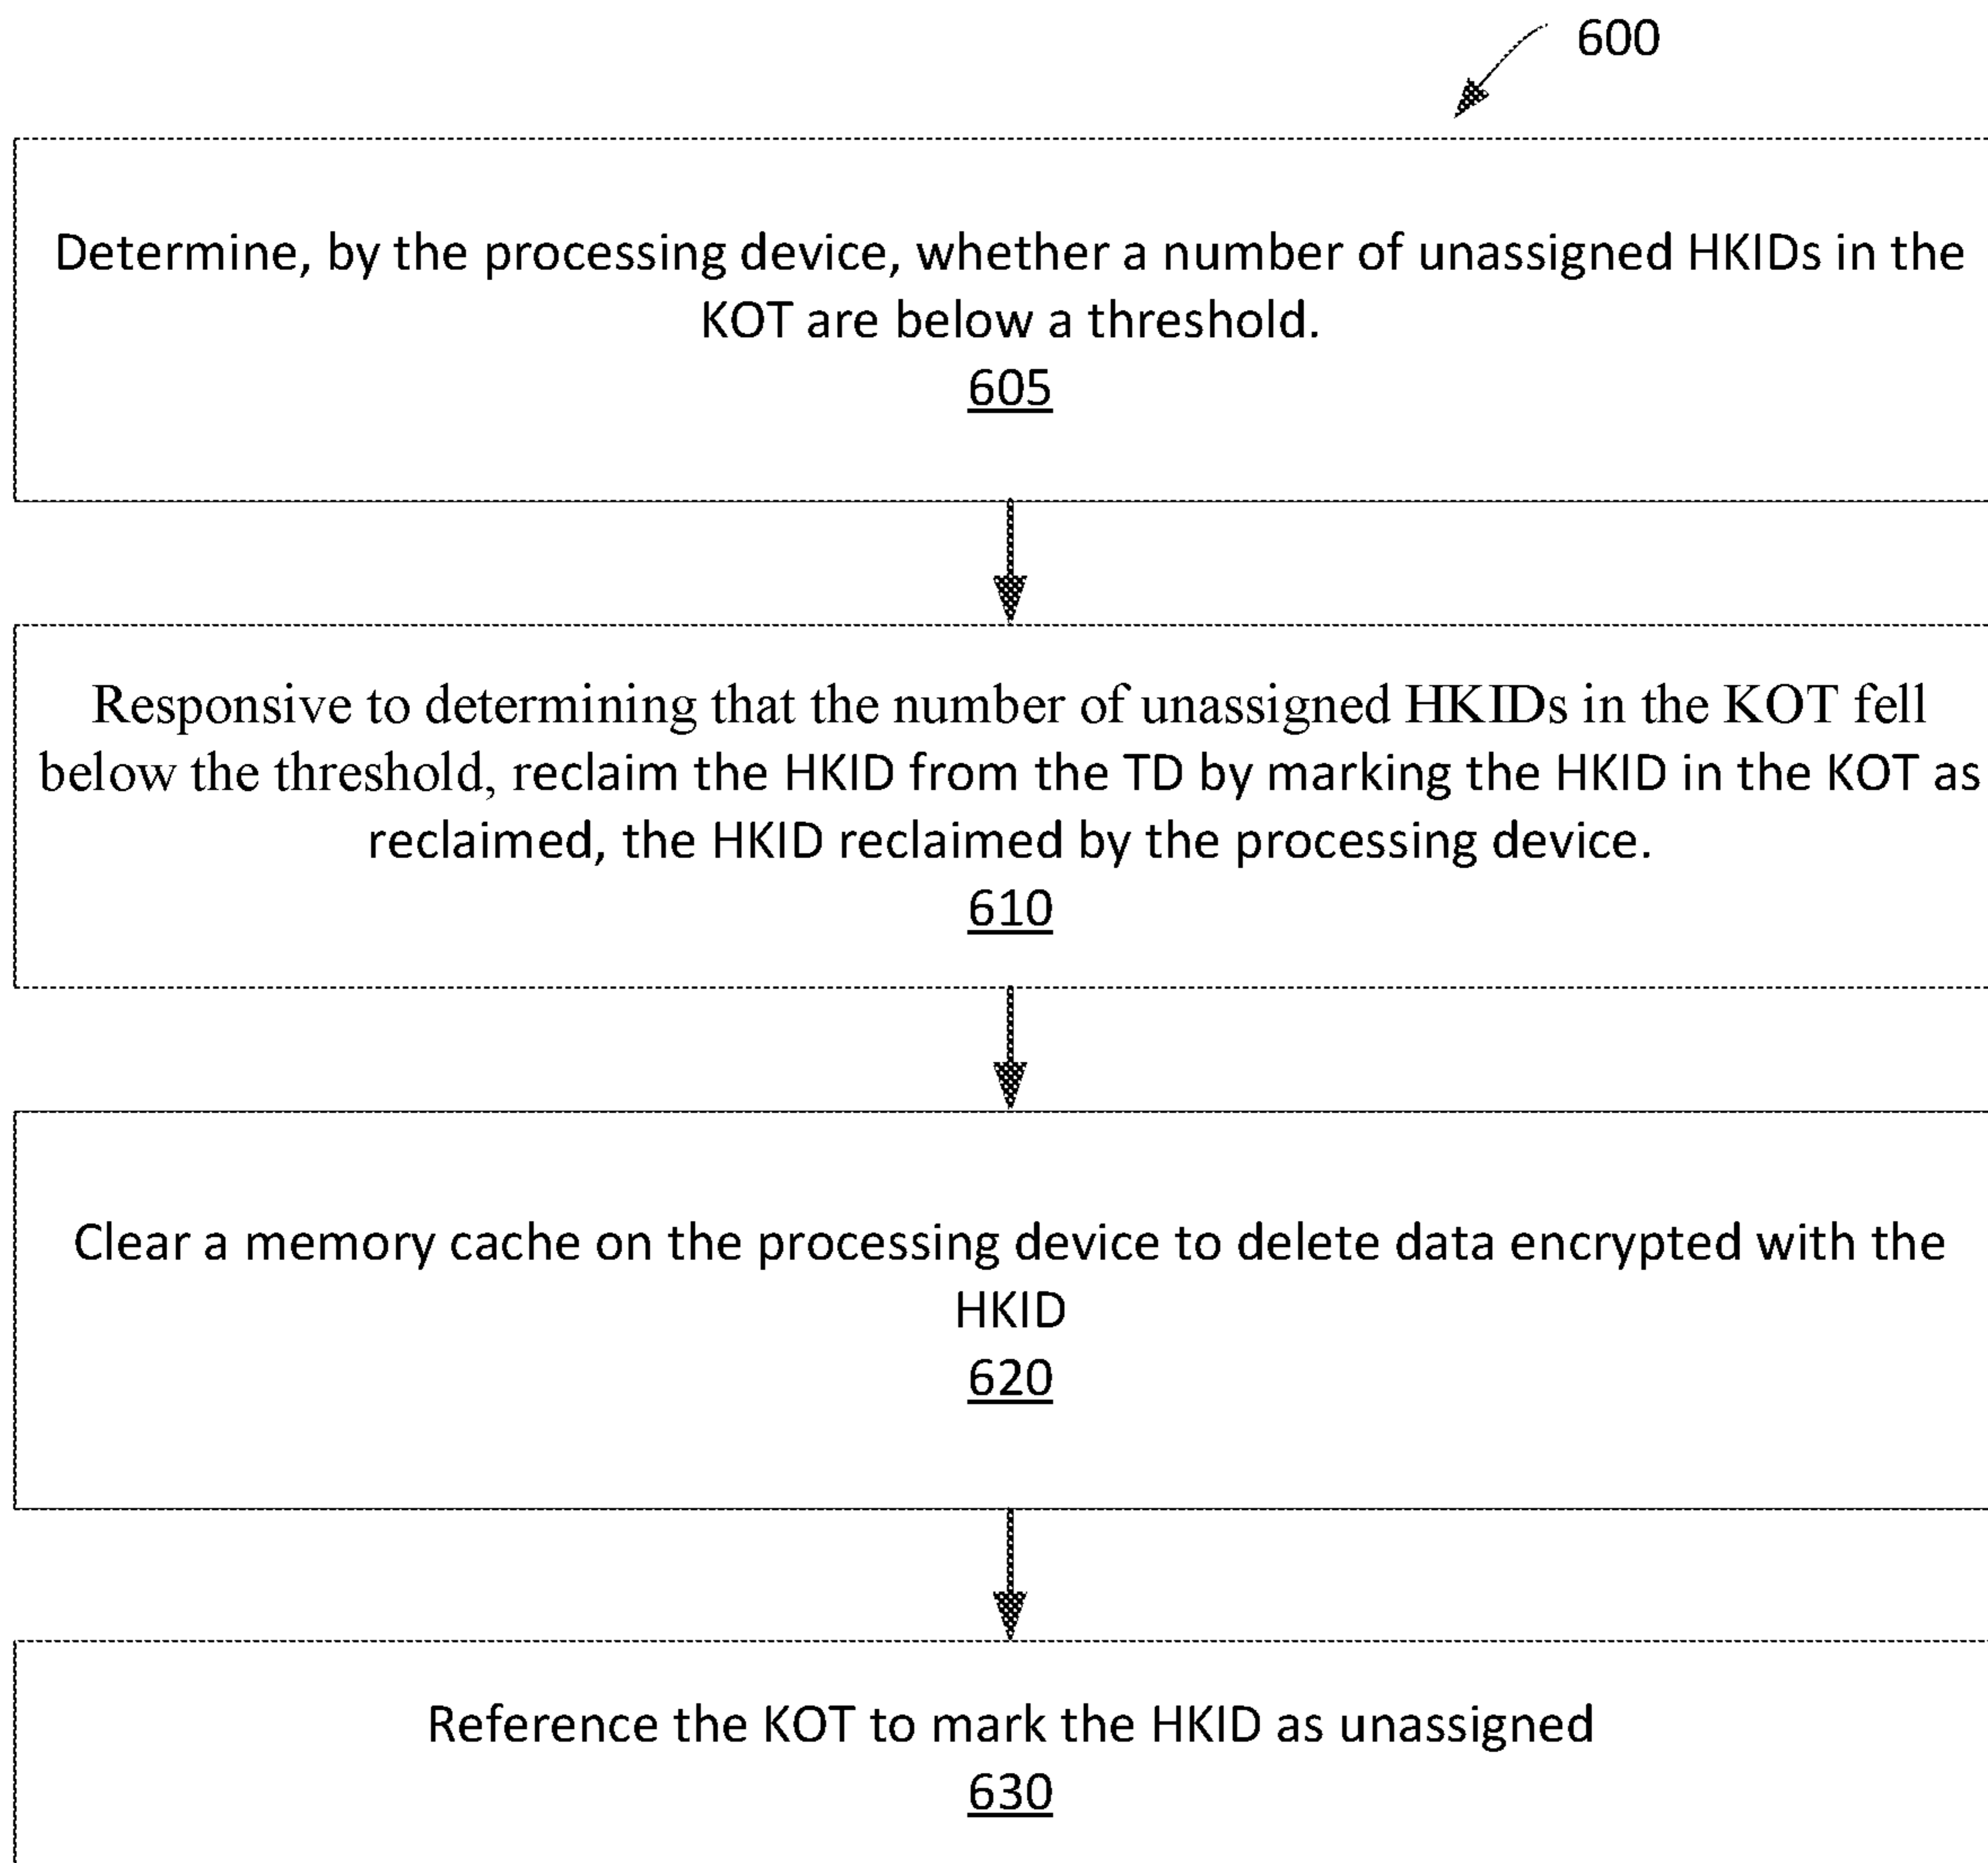 600
Determine, by the processing device, whether a number of unassigned HKIDs in the
KOT are below a threshold.
605
Responsive to determining that the number of unassigned HKIDs in the KOT fell
below the threshold, reclaim the HKID from the TD by marking the HKID in the KOT as
reclaimed, the HKID reclaimed by the processing device.
610
Clear a memory cache on the processing device to delete data encrypted with the
HKID
620
Reference the KOT to mark the HKID as unassigned
630